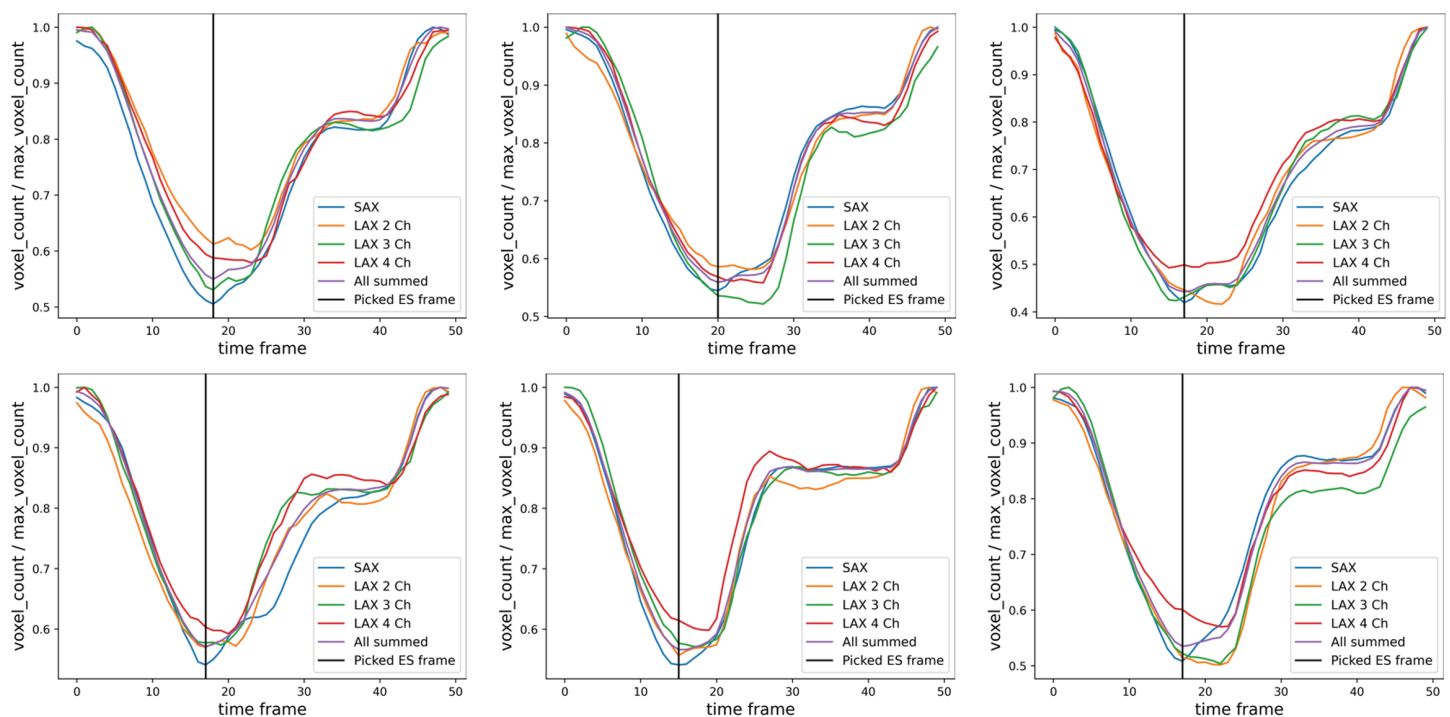 voxel_count / max_voxel_count
1.0
0.9
0.8
0.7
0.6
0.5
SAX
LAX 2 Ch
LAX 3 Ch
LAX 4 Ch
All summed
Picked ES frame
0 10 20 30 40 50
time frame
voxel_count / max_voxel_count
1.0
0.9
0.8
0.7
0.6
0.5
SAX
LAX 2 Ch
LAX 3 Ch
LAX 4 Ch
All summed
Picked ES frame
0 10 20 30 40 50
time frame
voxel_count / max_voxel_count
1.0
0.9
0.8
0.7
0.6
0.5
0.4
SAX
LAX 2 Ch
LAX 3 Ch
LAX 4 Ch
All summed
Picked ES frame
0 10 20 30 40 50
time frame
voxel_count / max_voxel_count
1.0
0.9
0.8
0.7
0.6
SAX
LAX 2 Ch
LAX 3 Ch
LAX 4 Ch
All summed
Picked ES frame
0 10 20 30 40 50
time frame
voxel_count / max_voxel_count
1.0
0.9
0.8
0.7
0.6
SAX
LAX 2 Ch
LAX 3 Ch
LAX 4 Ch
All summed
Picked ES frame
0 10 20 30 40 50
time frame
voxel_count / max_voxel_count
1.0
0.9
0.8
0.7
0.6
0.5
SAX
LAX 2 Ch
LAX 3 Ch
LAX 4 Ch
All summed
Picked ES frame
0 10 20 30 40 50
time frame